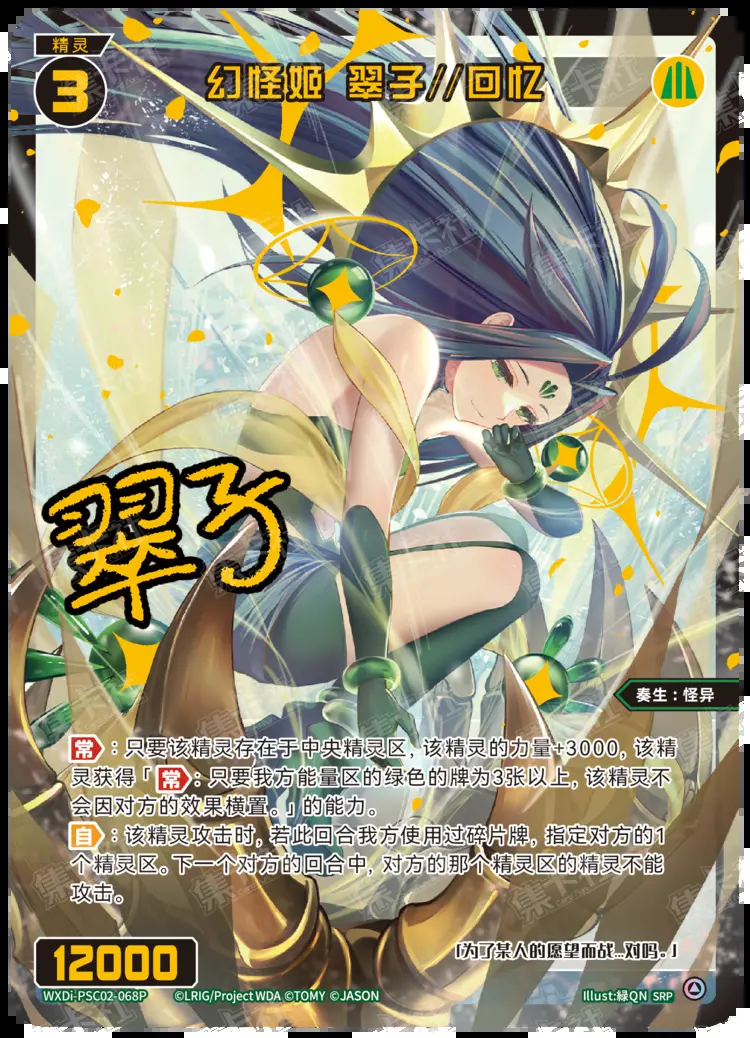 精灵
3
幻怪姬 翠子//回忆
翠子
奏生：怪异
常：只要该精灵存在于中央精灵区，该精灵的力量+3000，该精
灵获得「常：只要我方能量区的绿色的牌为3张以上，该精灵不
会因对方的效果横置。」的能力。
自：该精灵攻击时，若此回合我方使用过碎片牌，指定对方的1
个精灵区。下一个对方的回合中，对方的那个精灵区的精灵不能
攻击。
12000
「为了某人的愿望而战...对吗。」
WXDi-PSC02-068P ©LRIG/Project WDA ©TOMY ©JASON
Illust:緑QN SRP
集卡社